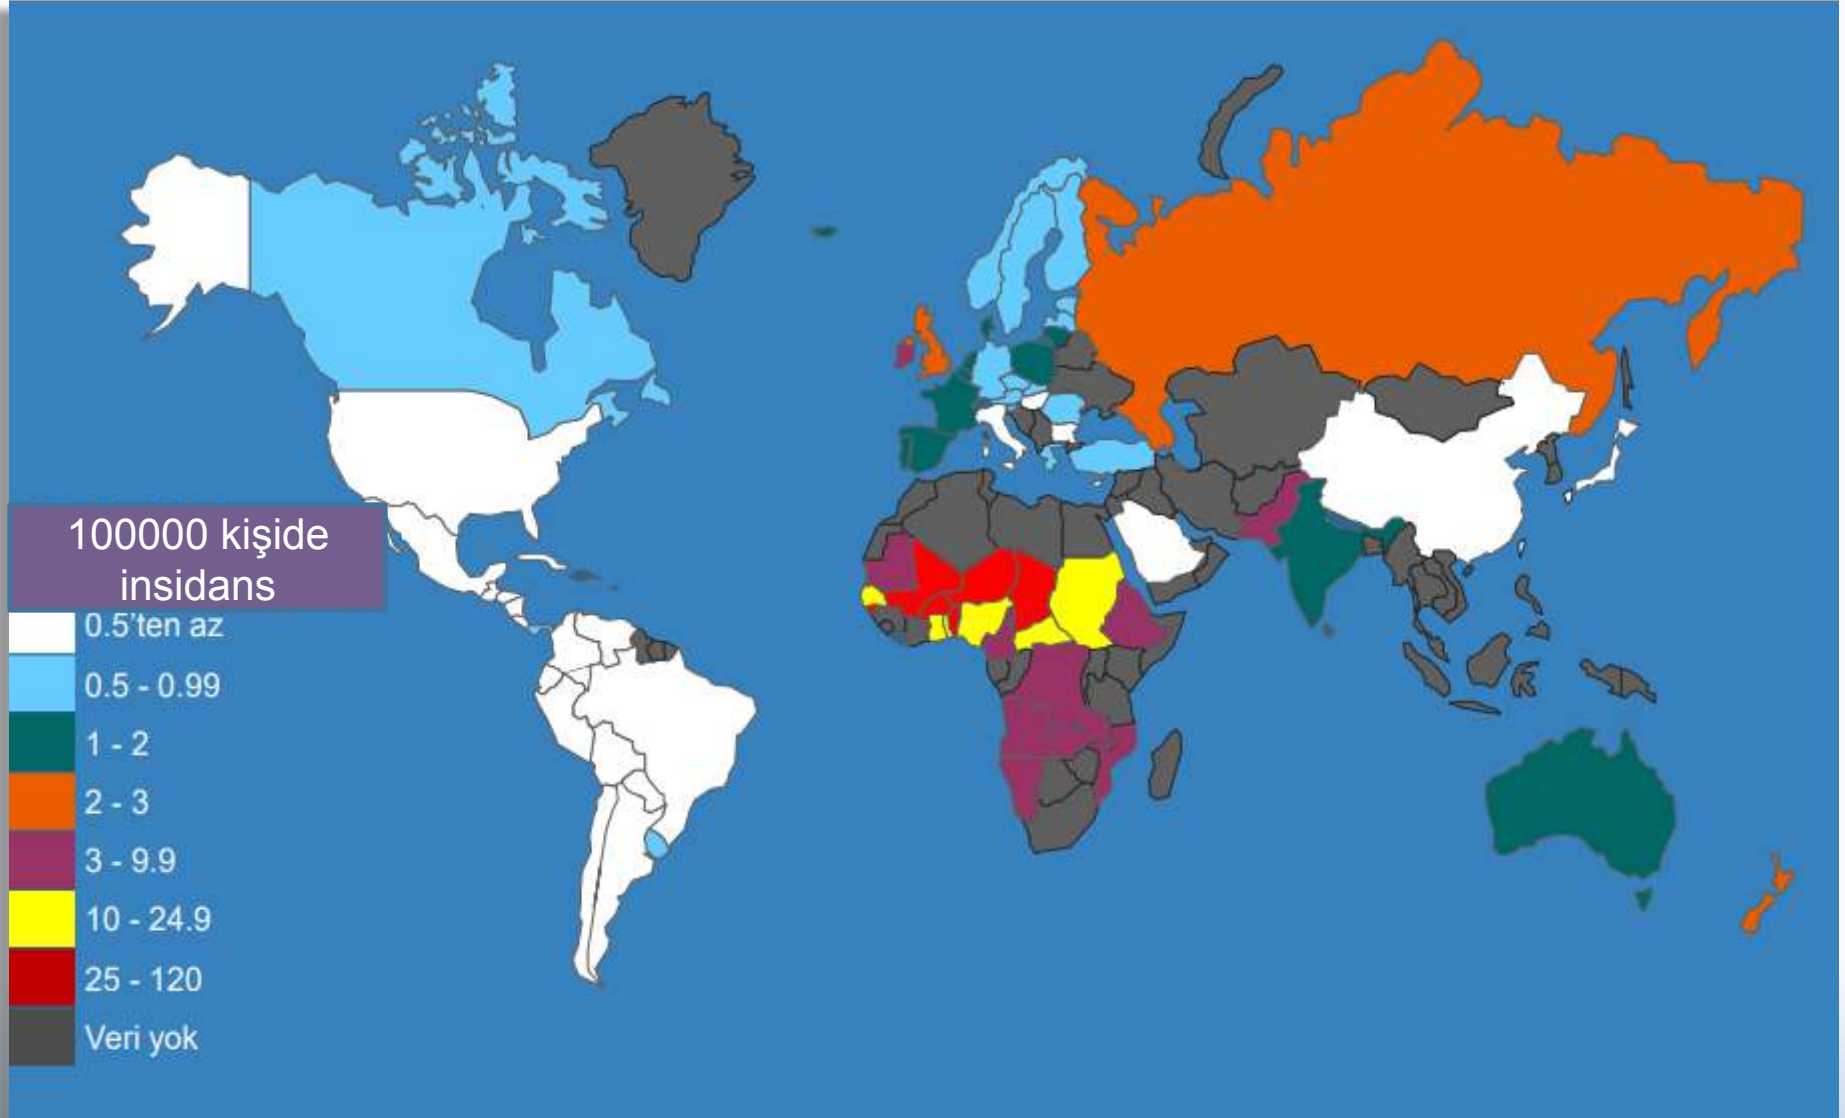 100000 kişide
insidans
0.5'ten az
0.5 - 0.99
1 - 2
2 - 3
3 - 9.9
10 - 24.9
25 - 120
Veri yok